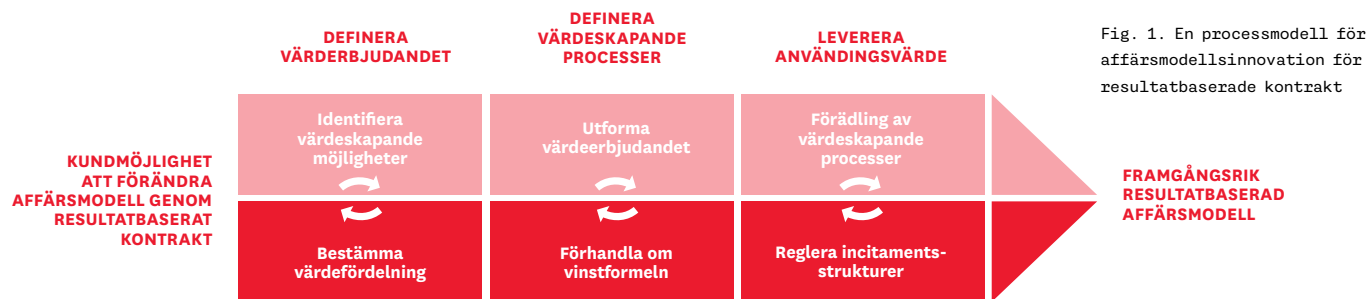 DEFINERA
VÄRDERBJUDANDET
DEFINERA
VÄRDESKAPANDE
PROCESSER
LEVERERA
ANVÄNDINGSVÄRDE
Fig. 1. En processmodell för
affärsmodellsinnovation för
resultatbaserade kontrakt
KUNDMÖJLIGHET
ATT FÖRÄNDRA
AFFÄRSMODELL GENOM
RESULTATBASERAT
KONTRAKT
Identifiera
värdeskapande
möjligheter
Utforma
värdeerbjudandet
Förädling av
värdeskapande
processer
Bestämma
värdefördelning
Förhandla om
vinstformeln
Reglera incitaments-
strukturer
FRAMGÅNGSRIK
RESULTATBASERAD
AFFÄRSMODELL